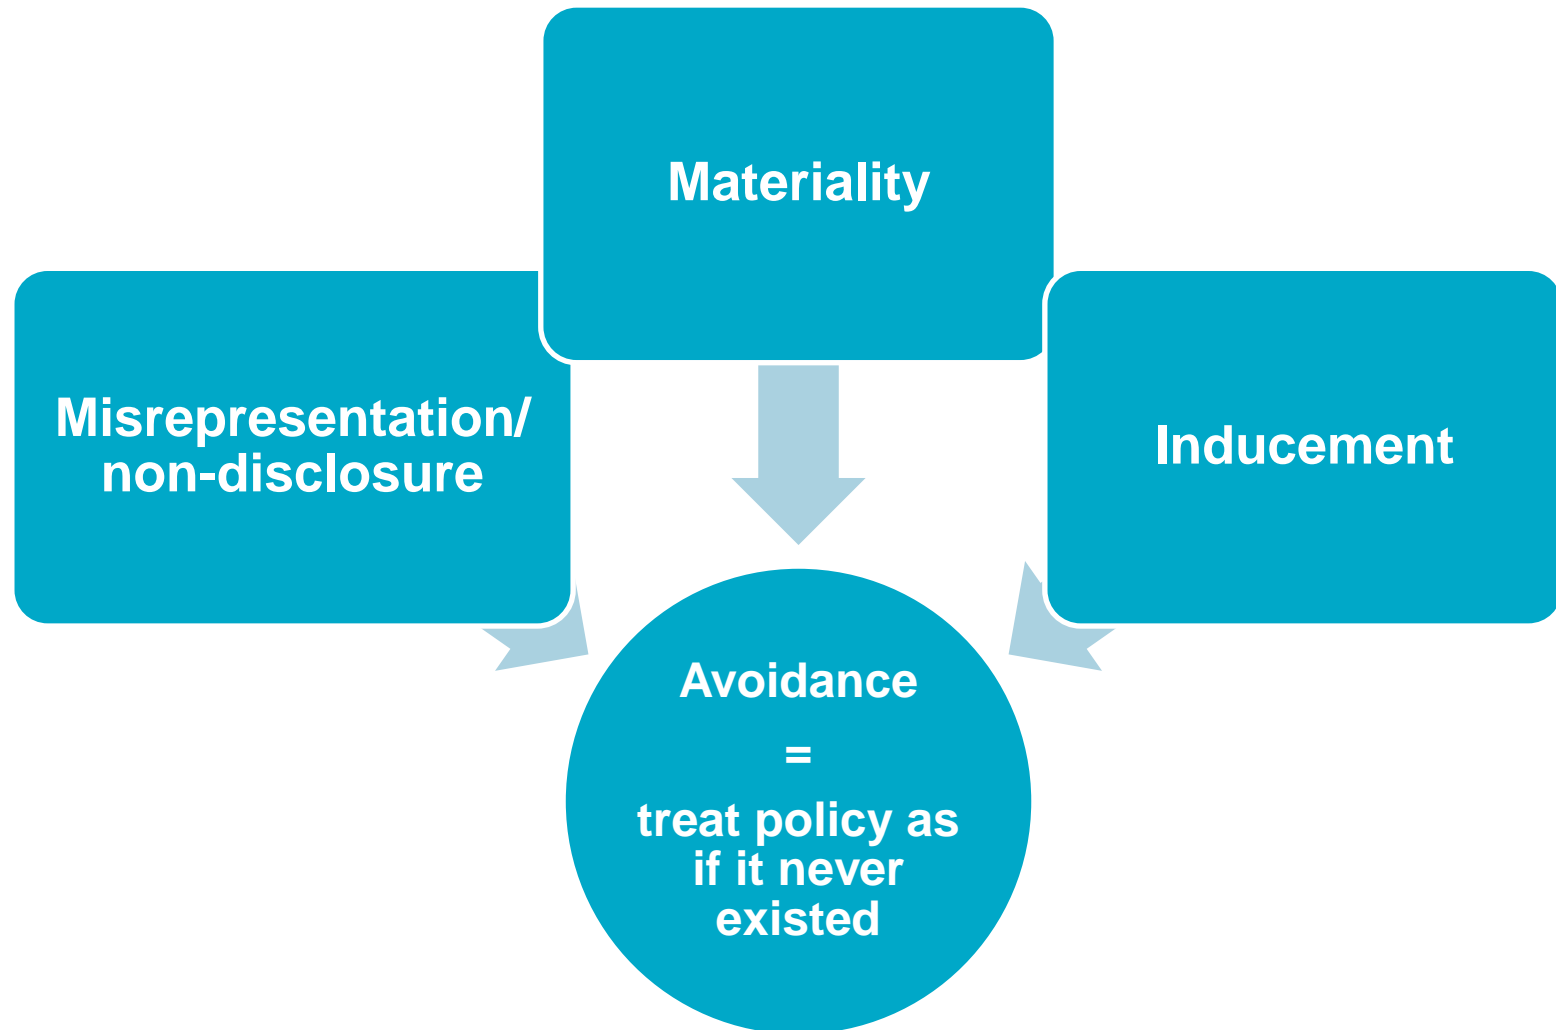 Materiality
Misrepresentation/
non-disclosure
Inducement
Avoidance
=
treat policy as
if it never
existed